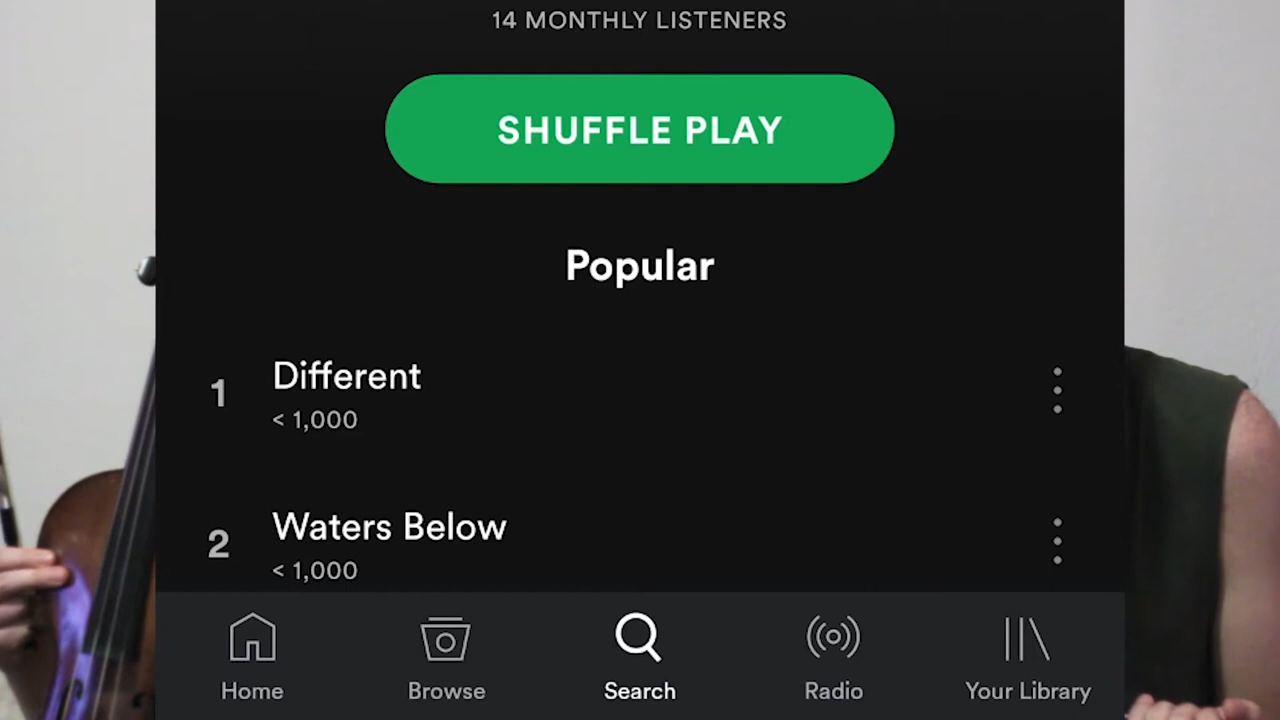 14 MONTHLY LISTENERS
SHUFFLE PLAY
Popular
1
Different
< 1,000
2
Waters Below
< 1,000
Home Browse Search Radio Your Library